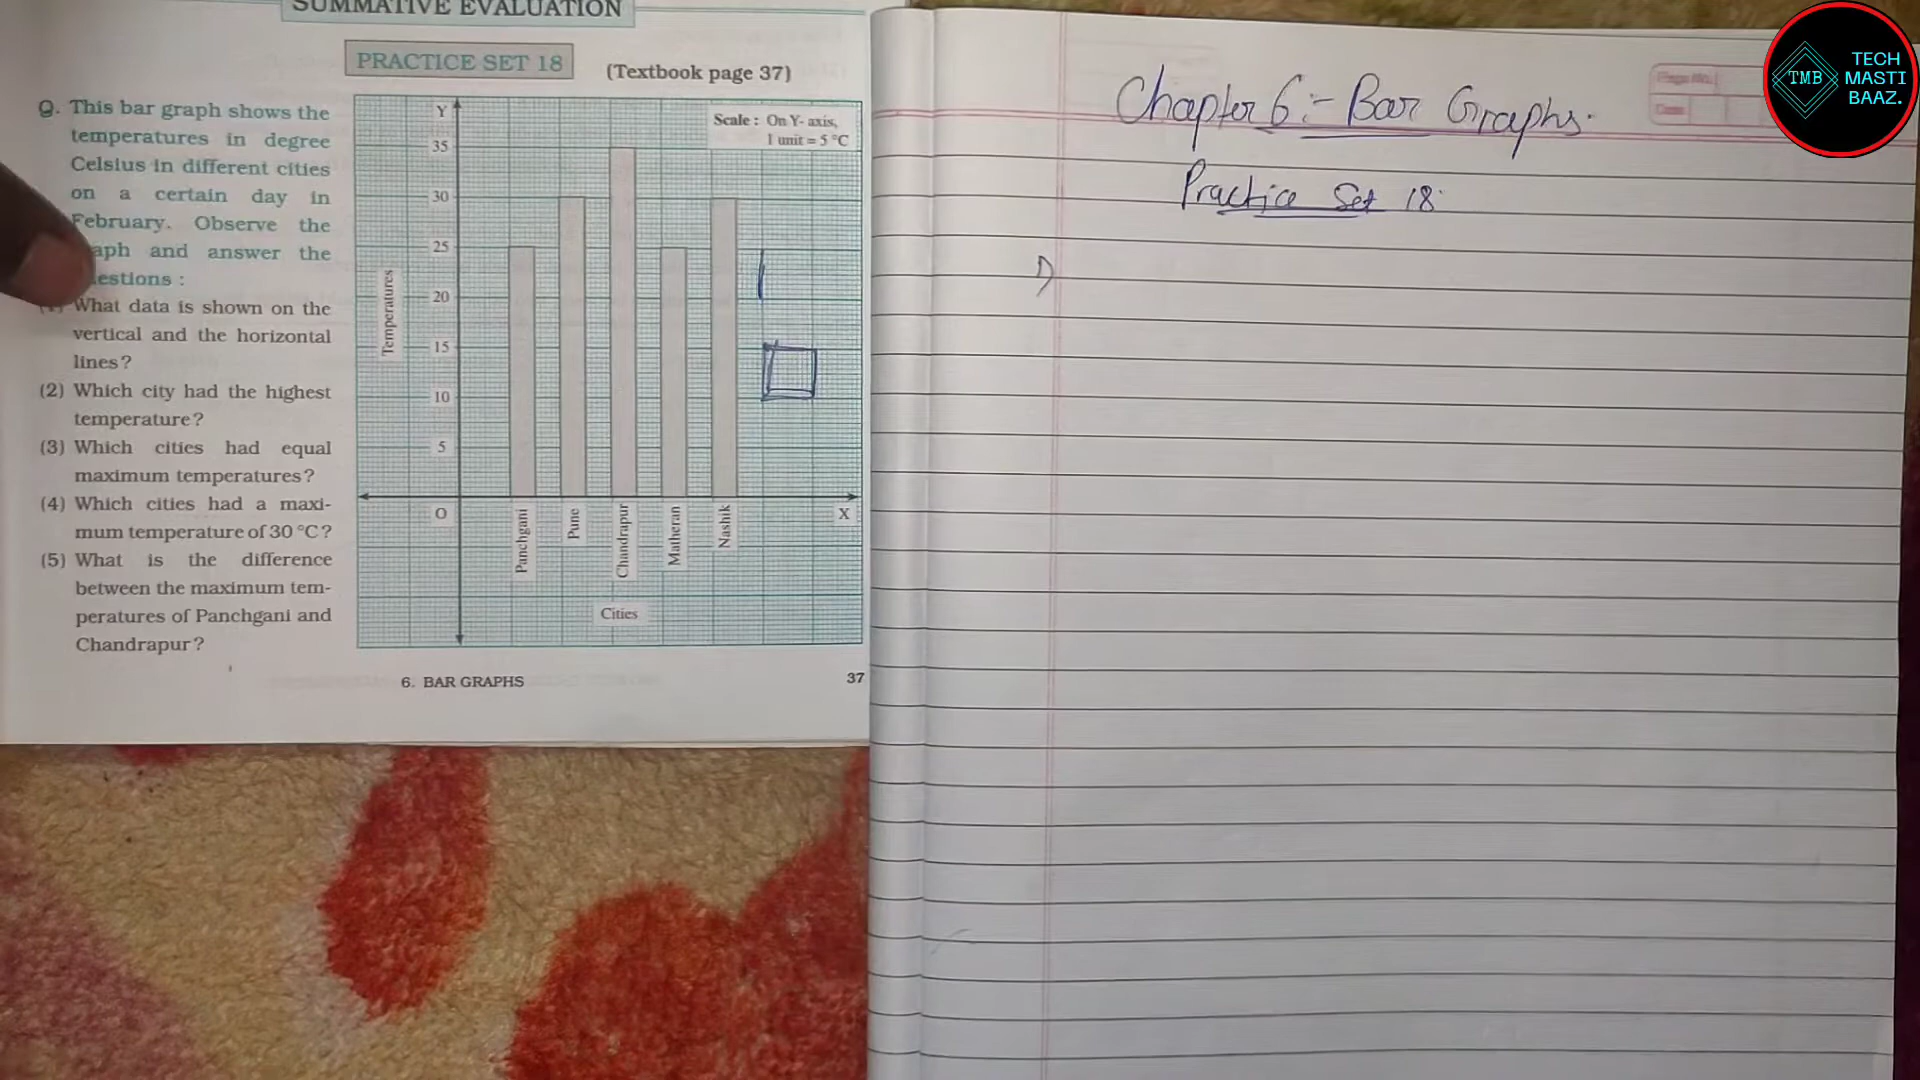 SUMMATIVE EVALUATION
PRACTICE SET 18
(Textbook page 37)
Q. This bar graph shows the
temperatures in degree
Celsius in different cities
on a certain day in
February. Observe the
and answer the
:
What data is shown on the
vertical and the horizontal
lines?
(2) Which city had the highest
temperature?
(3) Which cities had equal
maximum temperatures?
(4) Which cities had a maxi-
mum temperature of 30 °C?
(5) What is the difference
between the maximum tem-
peratures of Panchgani and
Chandrapur?
Y
Scale : On Y- axis,
1 unit = 5 °C
35
30
25
20
15
10
5
O
X
Temperatures
Panchgani
Pune
Chandrapur
Matheran
Nashik
Cities
6. BAR GRAPHS
37
Chapter 6:- Bar Graphs.
Practice Set 18
1)
Page No.
Date
TMB
TECH
MASTI
BAAZ.